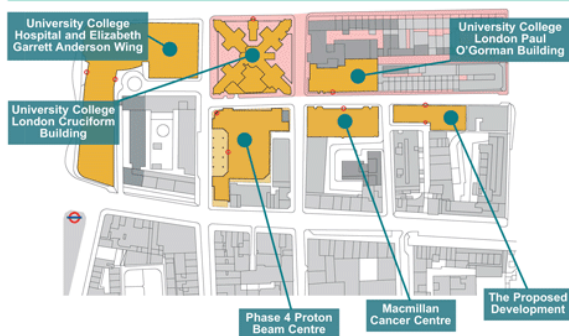 University College
Hospital and Elizabeth
Garrett Anderson Wing
University College
London Paul
O'Gorman Building
University College
London Cruciform
Building
Phase 4 Proton
Beam Centre
Macmillan
Cancer Centre
The Proposed
Development